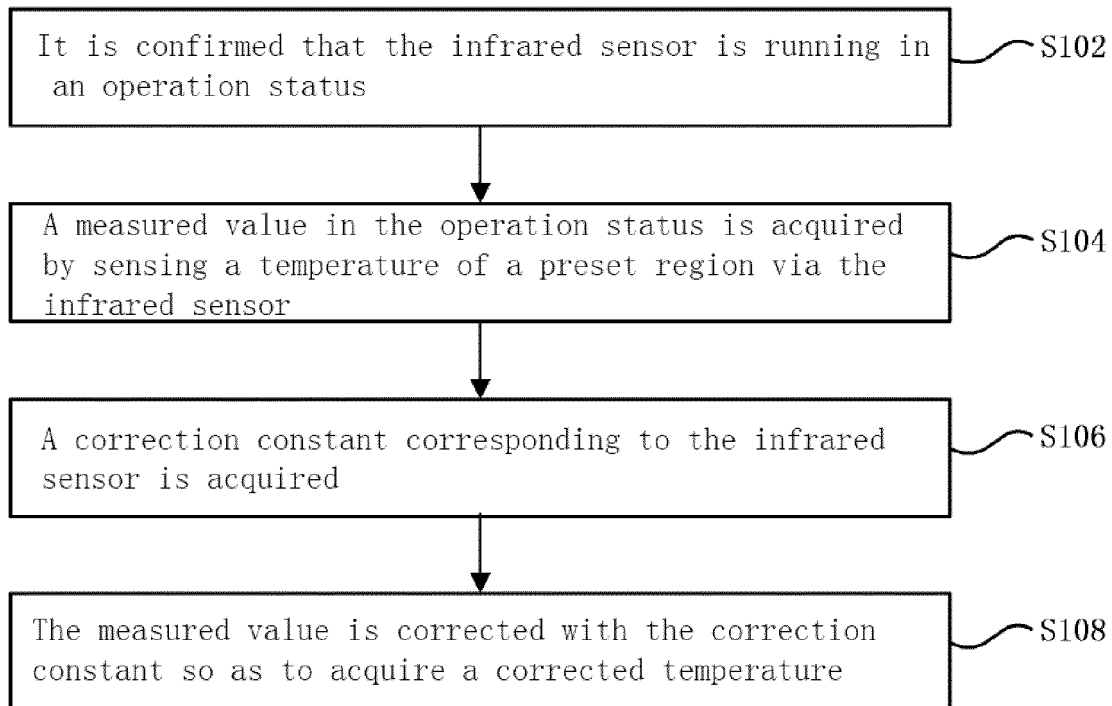 It is confirmed that the infrared sensor is running in
an operation status
S102
A measured value in the operation status is acquired
by sensing a temperature of a preset region via the
infrared sensor
S104
A correction constant corresponding to the infrared
sensor is acquired
S106
The measured value is corrected with the correction
constant so as to acquire a corrected temperature
S108